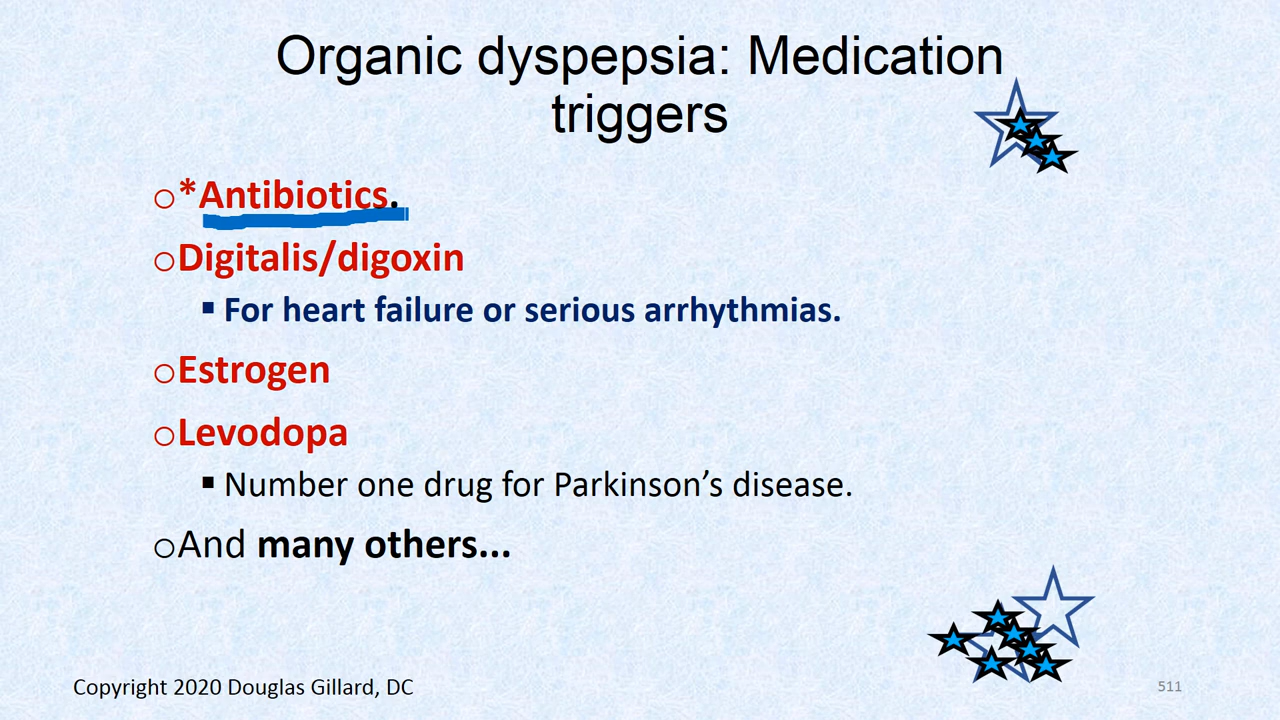 Organic dyspepsia: Medication
triggers
*Antibiotics.
Digitalis/digoxin
For heart failure or serious arrhythmias.
Estrogen
Levodopa
Number one drug for Parkinson’s disease.
And many others...
Copyright 2020 Douglas Gillard, DC
511